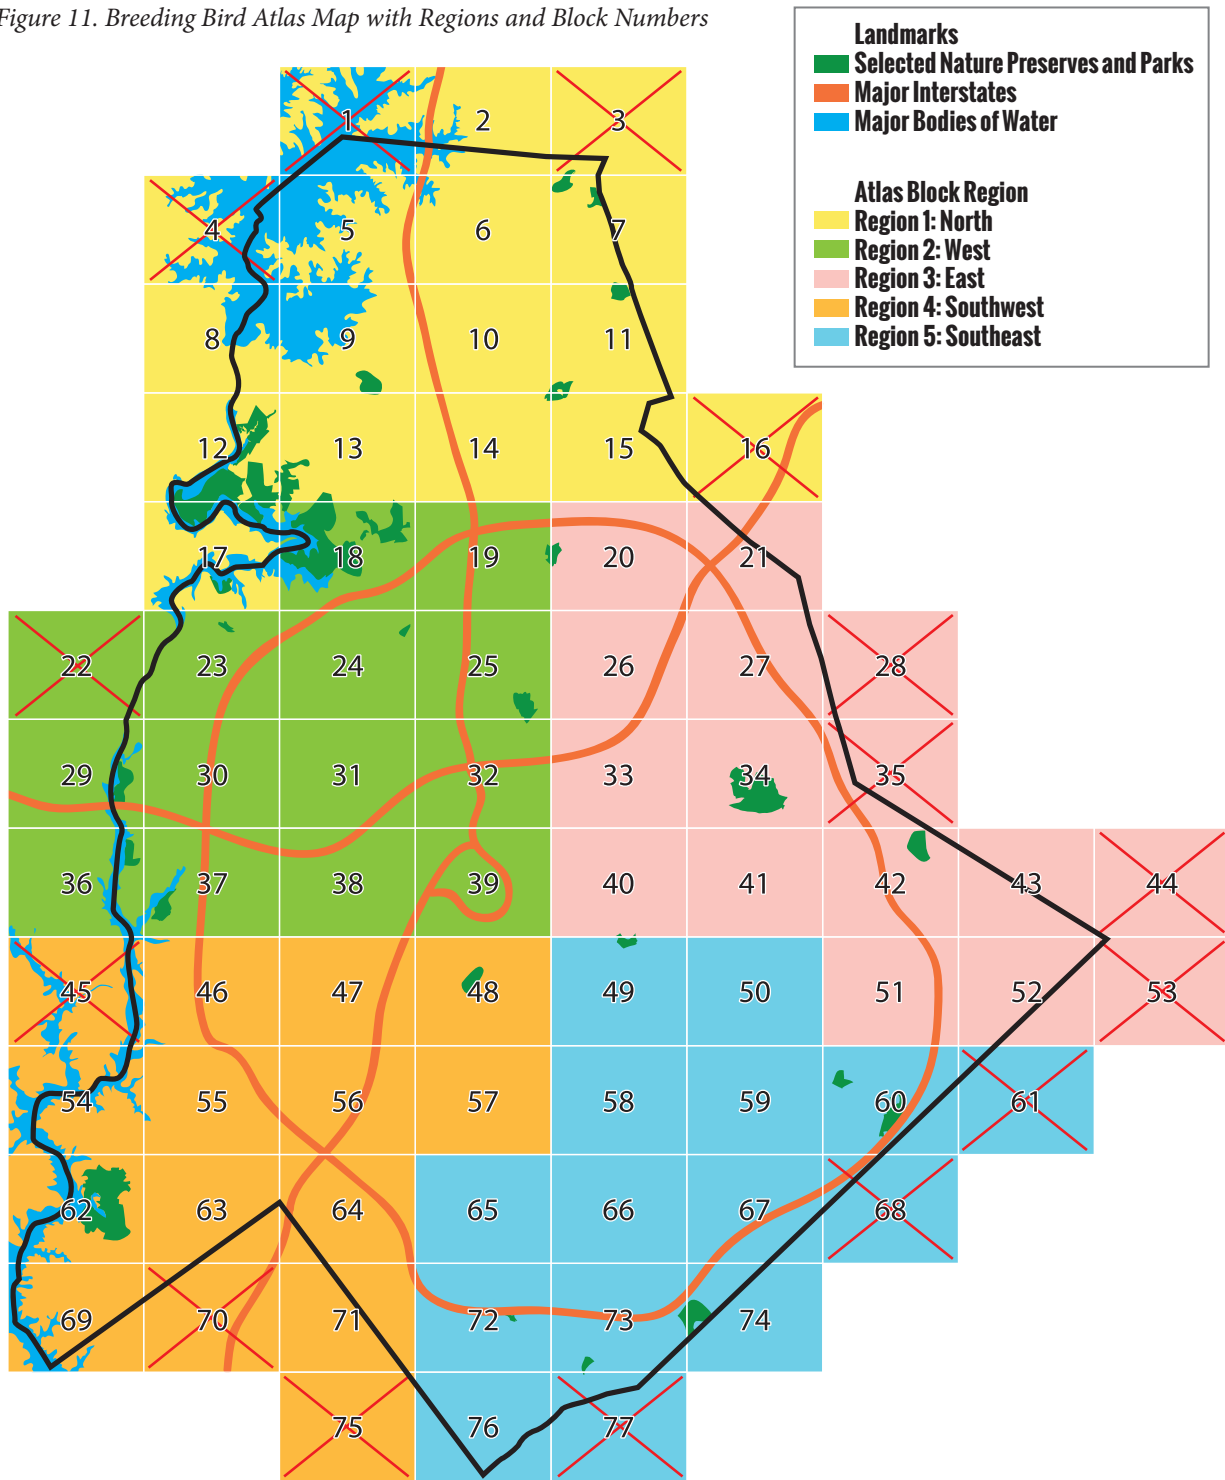 Figure 11. Breeding Bird Atlas Map with Regions and Block Numbers
Landmarks
Selected Nature Preserves and Parks
Major Interstates
Major Bodies of Water
Atlas Block Region
Region 1: North
Region 2: West
Region 3: East
Region 4: Southwest
Region 5: Southeast
1 2 3
4 5 6 7
8 9 10 11
12 13 14 15 16
17 18 19 20 21
22 23 24 25 26 27 28
29 30 31 32 33 34 35
36 37 38 39 40 41 42 43 44
45 46 47 48 49 50 51 52 53
54 55 56 57 58 59 60 61
62 63 64 65 66 67 68
69 70 71 72 73 74
75 76 77